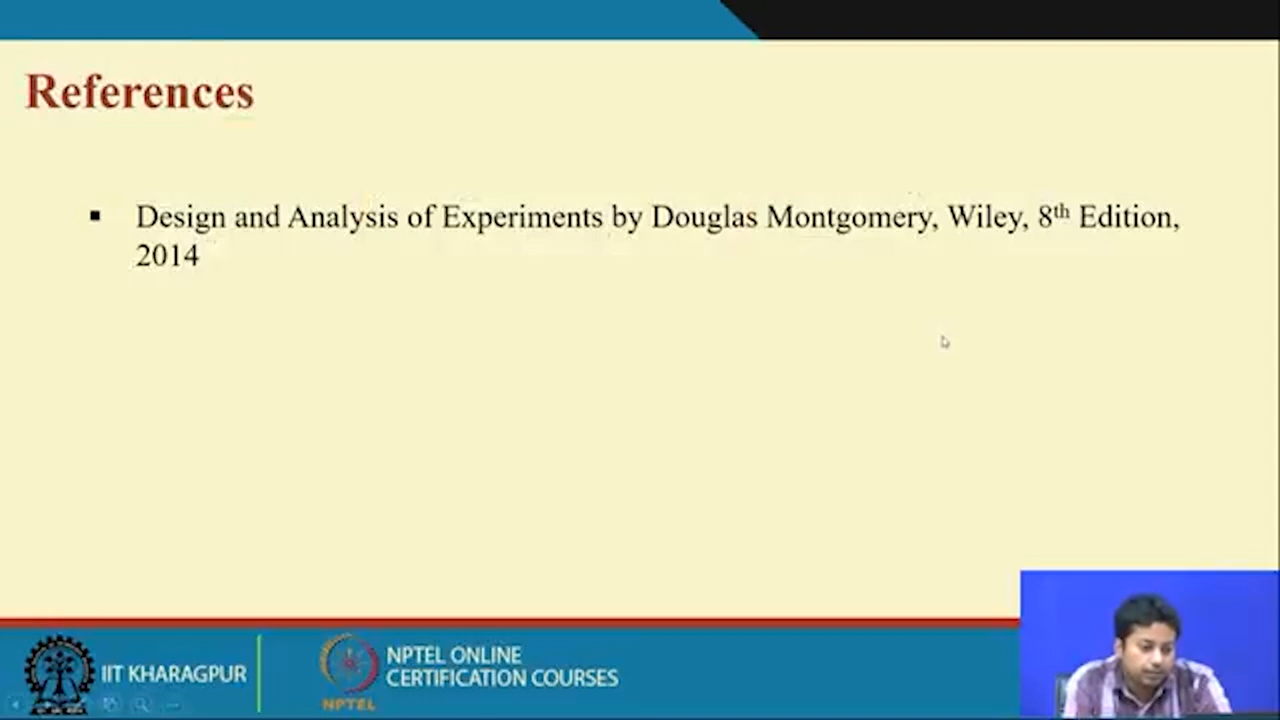 References
▪ Design and Analysis of Experiments by Douglas Montgomery, Wiley, 8th Edition,
2014
IIT KHARAGPUR
NPTEL
NPTEL ONLINE
CERTIFICATION COURSES